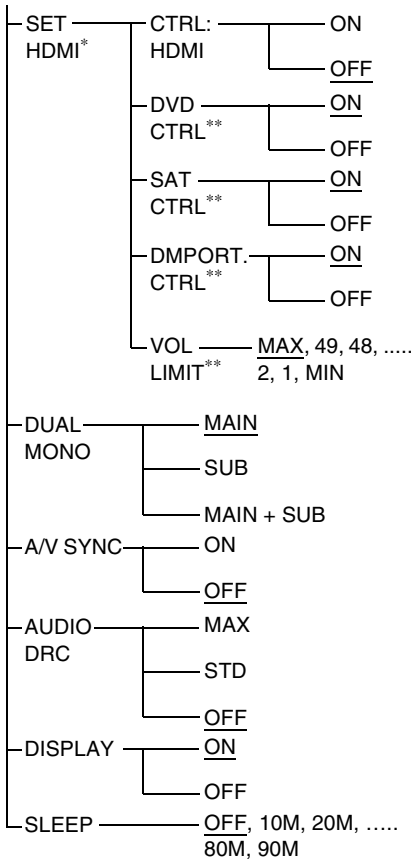 SET CTRL: ON
HDMI* HDMI
OFF
DVD ON
CTRL**
OFF
SAT ON
CTRL**
OFF
DMPORT. ON
CTRL**
OFF
VOL MAX, 49, 48, .....
LIMIT** 2, 1, MIN
DUAL MAIN
MONO
SUB
MAIN + SUB
A/V SYNC ON
OFF
AUDIO MAX
DRC
STD
OFF
DISPLAY ON
OFF
SLEEP OFF, 10M, 20M, .....
80M, 90M